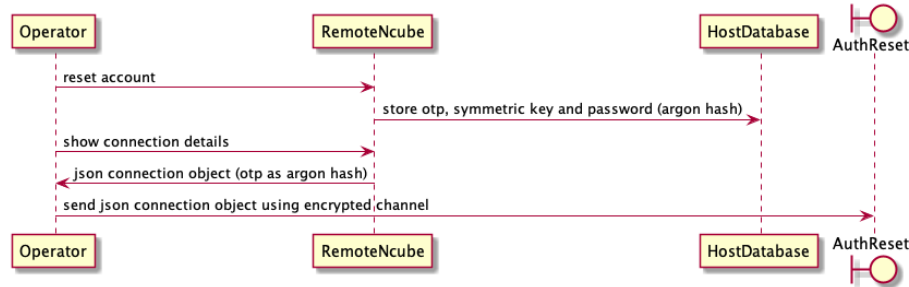 Operator
RemoteNcube
HostDatabase
AuthReset
reset account
store otp, symmetric key and password (argon hash)
show connection details
json connection object (otp as argon hash)
send json connection object using encrypted channel
Operator
RemoteNcube
HostDatabase
AuthReset